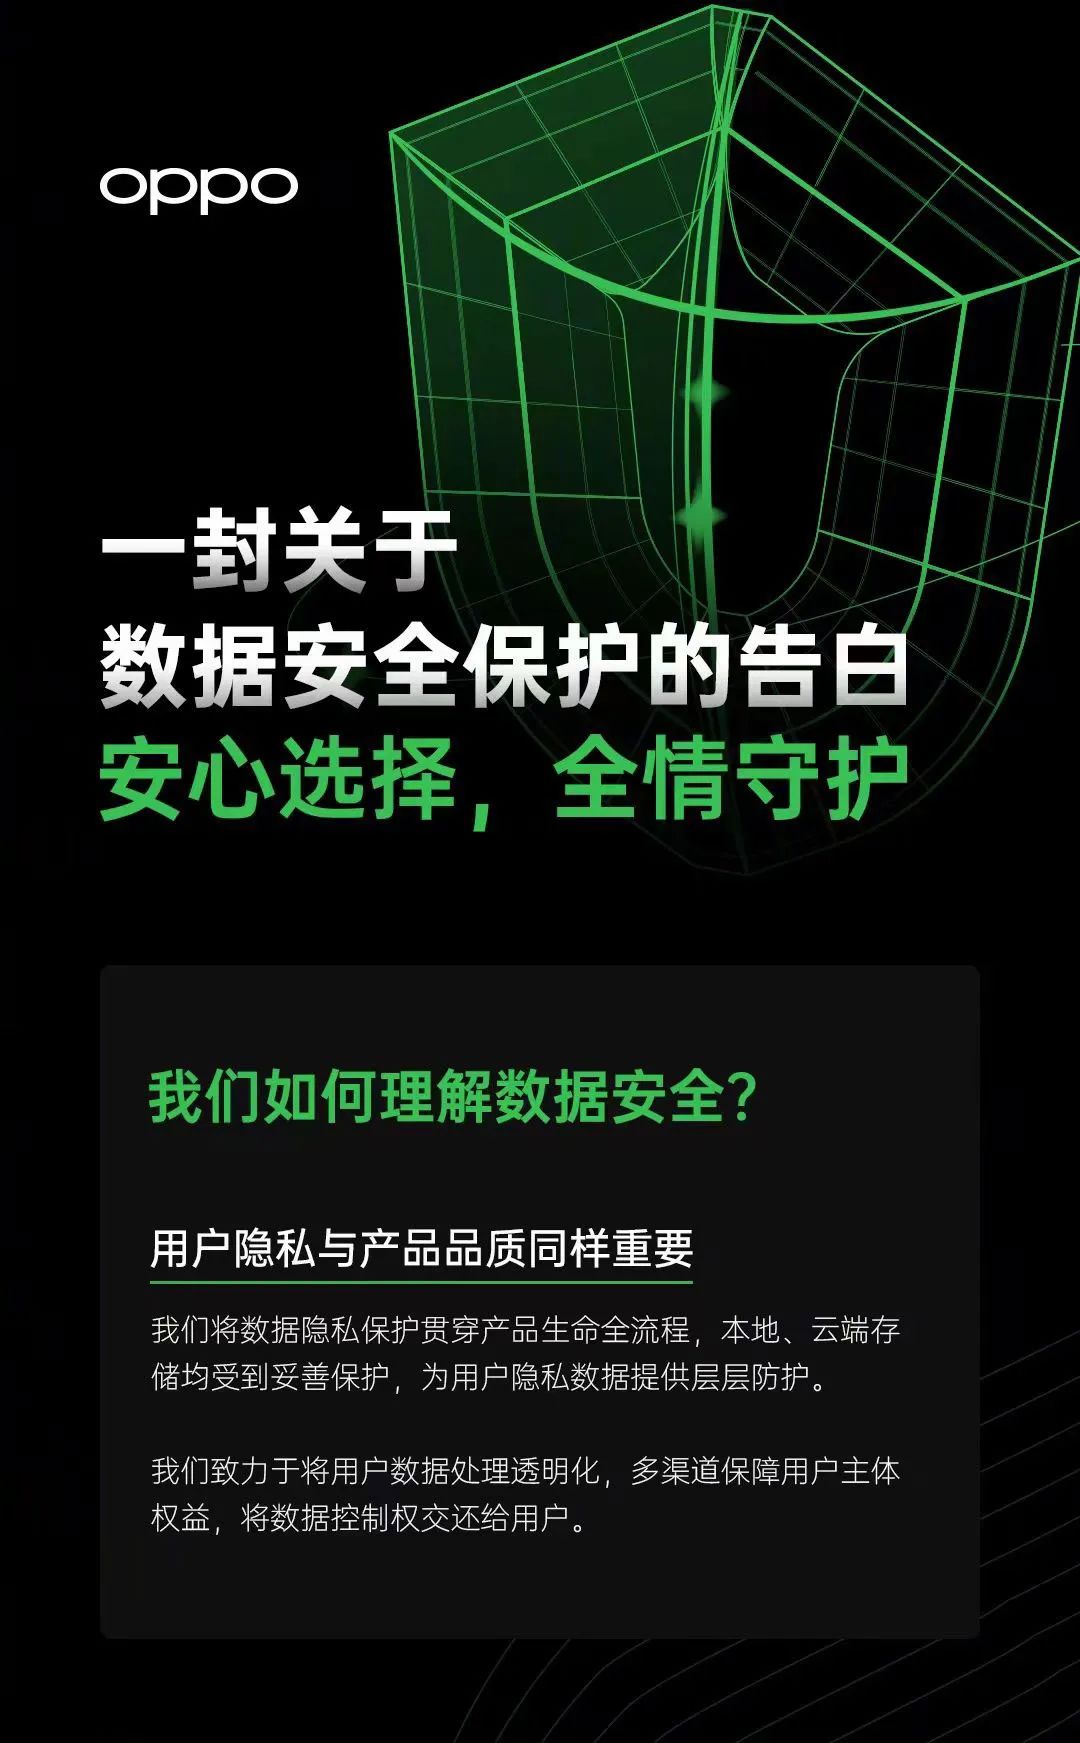 oppo
一封关于
数据安全保护的告白
安心选择，全情守护
我们如何理解数据安全？
用户隐私与产品品质同样重要
我们将数据隐私保护贯穿产品生命全流程，本地、云端存
储均受到妥善保护，为用户隐私数据提供层层防护。
我们致力于将用户数据处理透明化，多渠道保障用户主体
权益，将数据控制权交还给用户。